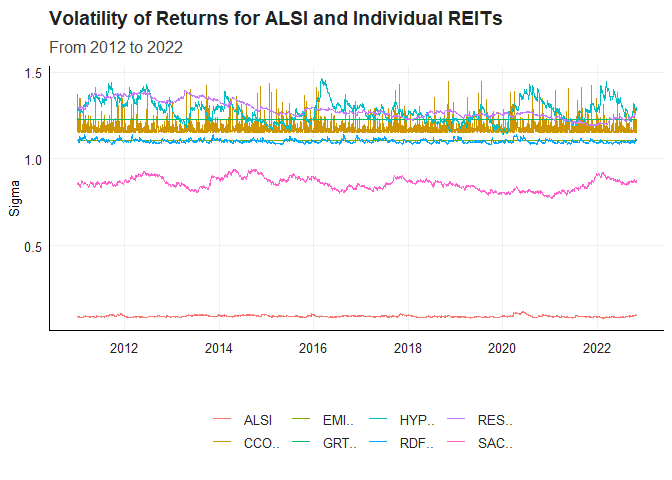 Volatility of Returns for ALSI and Individual REITs
From 2012 to 2022
1.5
1.0
0.5
Sigma
2012 2014 2016 2018 2020 2022
ALSI EMI.. HYP.. RES..
CCO.. GRT.. RDF.. SAC..